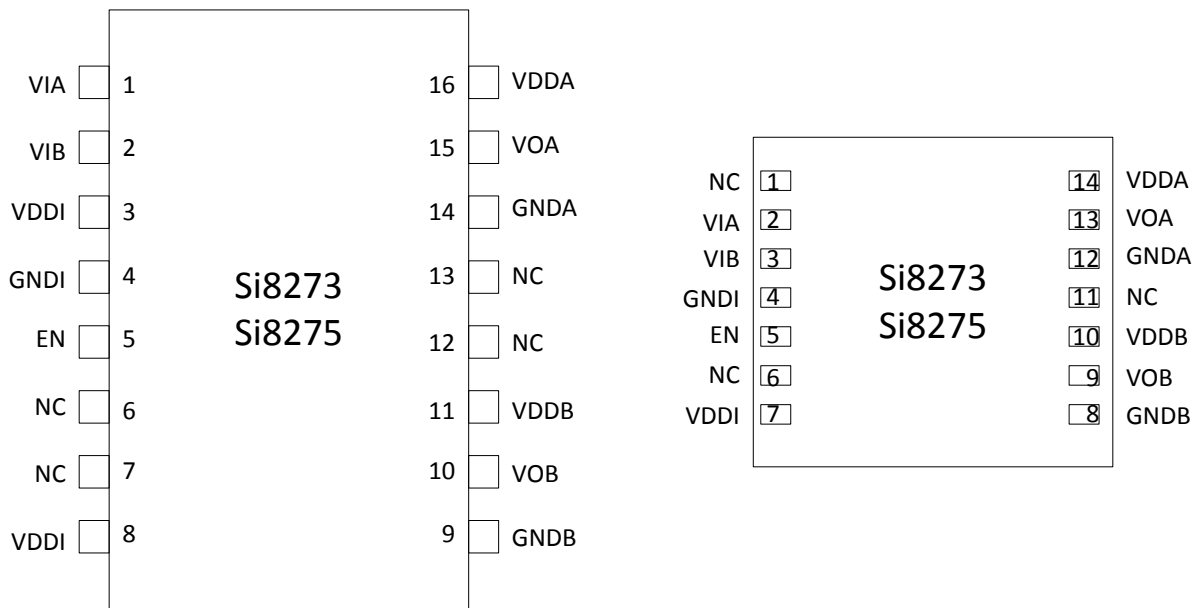 VIA 1 16 VDDA
VIB 2 15 VOA
VDDI 3 14 GNDA
GNDI 4 13 NC
EN 5 12 NC
NC 6 11 VDDB
NC 7 10 VOB
VDDI 8 9 GNDB
Si8273
Si8275
NC 1 14 VDDA
VIA 2 13 VOA
VIB 3 12 GNDA
GNDI 4 11 NC
EN 5 10 VDDB
NC 6 9 VOB
VDDI 7 8 GNDB
Si8273
Si8275